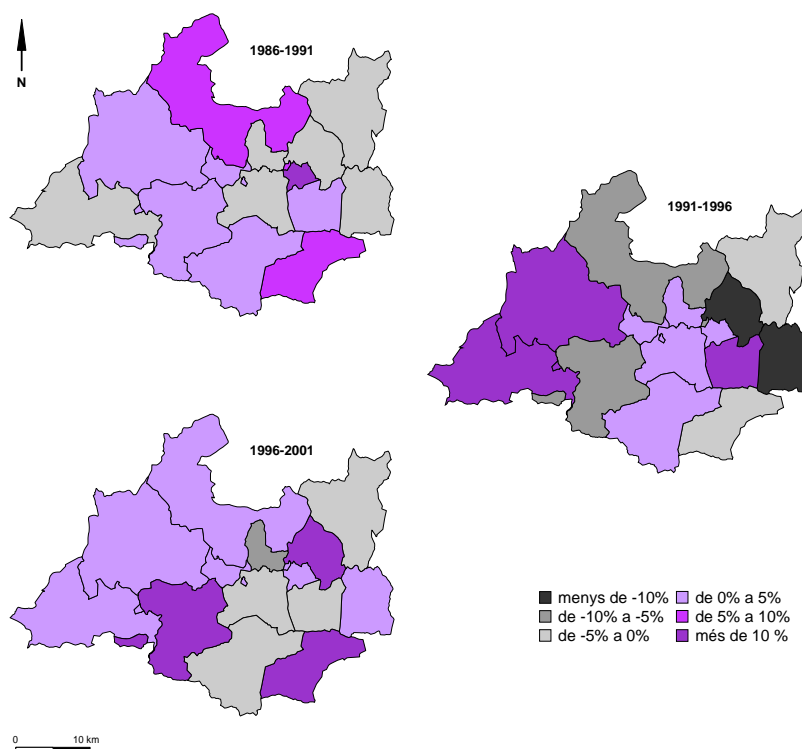 1986-1991
N
1991-1996
1996-2001
menys de -10%
de -10% a -5%
de -5% a 0%
de 0% a 5%
de 5% a 10%
més de 10 %
0 10 km